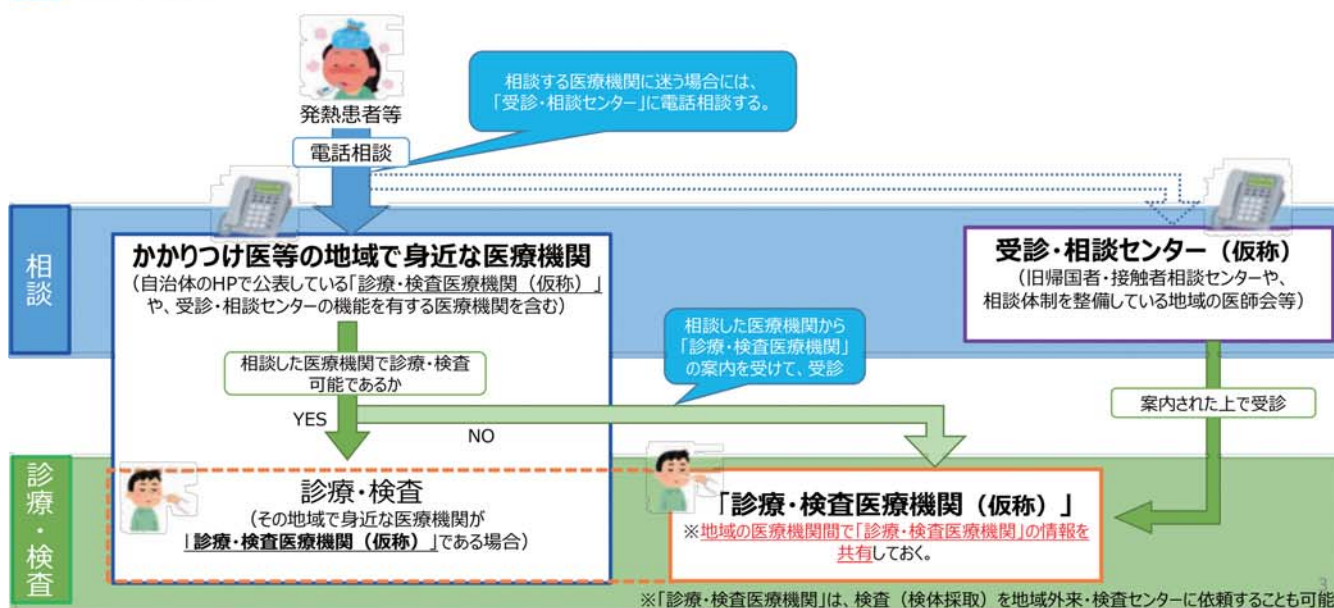 発熱患者等
電話相談
相談する医療機関に迷う場合には、
「受診・相談センター」に電話相談する。
相談
かかりつけ医等の地域で身近な医療機関
（自治体のHPで公表している「診療・検査医療機関（仮称）」
や、受診・相談センターの機能を有する医療機関を含む）
受診・相談センター（仮称）
（旧帰国者・接触者相談センターや、
相談体制を整備している地域の医師会等）
相談した医療機関で診療・検査
可能であるか
相談した医療機関から
「診療・検査医療機関」
の案内を受けて、受診
YES
NO
案内された上で受診
診療・検査
診療・検査
（その地域で身近な医療機関が
「診療・検査医療機関（仮称）」である場合）
「診療・検査医療機関（仮称）」
※地域の医療機関間で「診療・検査医療機関」の情報を
共有しておく。
3
※「診療・検査医療機関」は、検査（検体採取）を地域外来・検査センターに依頼することも可能